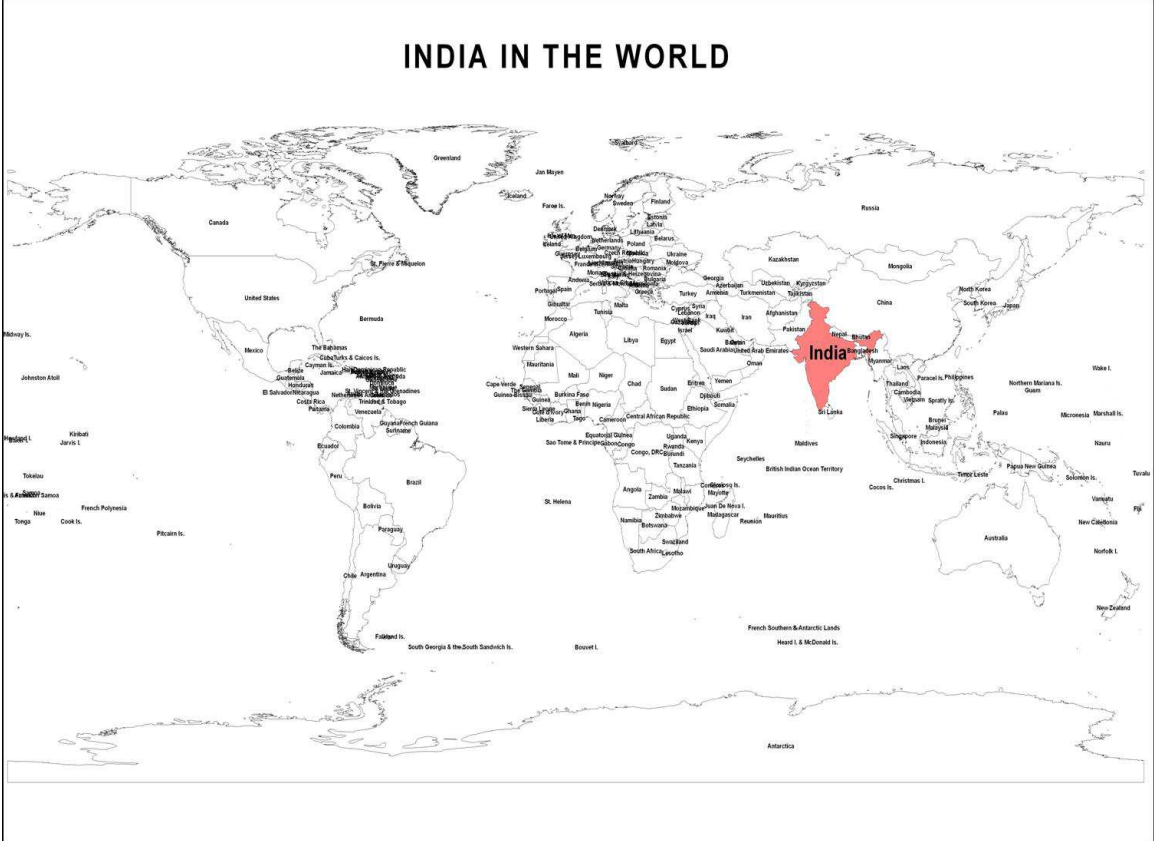 INDIA IN THE WORLD
Greenland
Svalbard
Jan Mayen
Iceland
Norway
Sweden
Finland
Faroe Is.
Russia
Canada
Estonia
Latvia
Lithuania
Denmark
Belarus
Netherlands
Poland
Ireland
Germany
Ukraine
Moldova
Romania
Bulgaria
Kazakhstan
Mongolia
St. Pierre & Miquelon
Georgia
Azerbaijan
Armenia
Uzbekistan
Kyrgyzstan
Turkmenistan
Tajikistan
North Korea
South Korea
Japan
China
United States
Andorra
Portugal
Spain
Gibraltar
Malta
Greece
Turkey
Cyprus
Syria
Lebanon
Israel
Iraq
Iran
Afghanistan
Pakistan
Bermuda
Morocco
Tunisia
Algeria
Libya
Egypt
Kuwait
Nepal
Bhutan
Midway Is.
Mexico
The Bahamas
Western Sahara
Saudi Arabia
United Arab Emirates
India
Bangladesh
Myanmar
Cuba
Turks & Caicos Is.
Cayman Is.
Jamaica
Mauritania
Oman
Laos
Wake I.
Johnston Atoll
Belize
Guatemala
Honduras
El Salvador
Nicaragua
Mali
Niger
Chad
Sudan
Eritrea
Yemen
Thailand
Cambodia
Vietnam
Paracel Is.
Philippines
Northern Mariana Is.
Guam
Cape Verde
Senegal
The Gambia
Guinea-Bissau
Guinea
Burkina Faso
Djibouti
Spratly Is.
Costa Rica
Panama
Trinidad & Tobago
Venezuela
Sierra Leone
Liberia
Ghana
Togo
Benin
Nigeria
Cameroon
Central African Republic
Ethiopia
Somalia
Sri Lanka
Palau
Micronesia
Marshall Is.
Guyana
French Guiana
Suriname
Colombia
Brunei
Malaysia
Kiribati
Jarvis I.
Ecuador
Equatorial Guinea
Sao Tome & Principe
Gabon
Congo
Uganda
Kenya
Rwanda
Burundi
Congo, DRC
Maldives
Singapore
Indonesia
Nauru
Tokelau
Peru
Brazil
Tanzania
Seychelles
British Indian Ocean Territory
Papua New Guinea
Timor Leste
Solomon Is.
Tuvalu
Christmas I.
Cocos Is.
Samoa
American Samoa
Niue
Tonga
Cook Is.
French Polynesia
Bolivia
St. Helena
Angola
Zambia
Malawi
Comoros
Glorioso Is.
Mayotte
Juan De Nova I.
Mozambique
Madagascar
Zimbabwe
Mauritius
Reunion
Vanuatu
Fiji
New Caledonia
Pitcairn Is.
Paraguay
Namibia
Botswana
Swaziland
South Africa
Lesotho
Australia
Norfolk I.
Uruguay
Chile
Argentina
New Zealand
Falkland Is.
South Georgia & the South Sandwich Is.
Bouvet I.
French Southern & Antarctic Lands
Heard I. & McDonald Is.
Antarctica